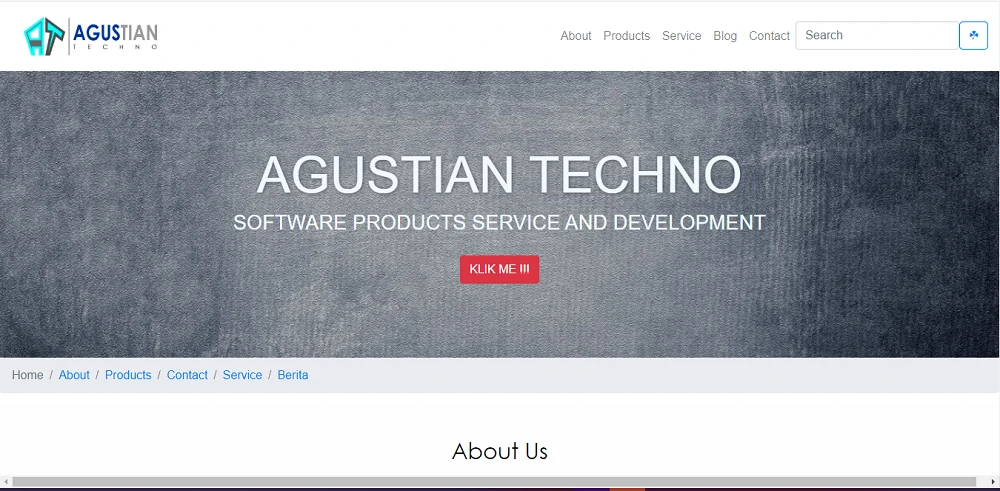 AGUSTIAN
TECHNO
About Products Service Blog Contact Search
AGUSTIAN TECHNO
SOFTWARE PRODUCTS SERVICE AND DEVELOPMENT
KLIK ME !!!
Home / About / Products / Contact / Service / Berita
About Us